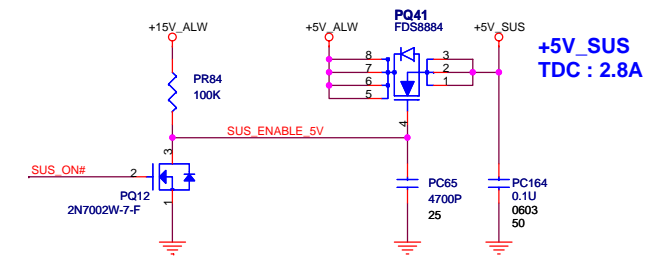 PQ41
+15V_ALW
+5V_ALW
FDS8884
+5V_SUS
+5V_SUS
TDC : 2.8A
8
7
6
5
3
2
1
4
PR84
100K
SUS_ENABLE_5V
3
SUS_ON#
2
1
PQ12
2N7002W-7-F
PC65
4700P
25
PC164
0.1U
0603
50